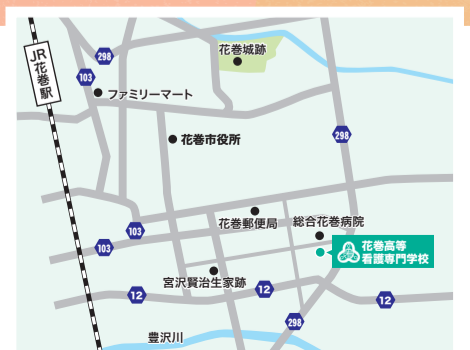 花巻城跡
298
JR花巻駅
103
ファミリーマート
298
花巻市役所
花巻郵便局
総合花巻病院
103
103
花巻高等
看護専門学校
宮沢賢治生家跡
12
12
12
298
豊沢川